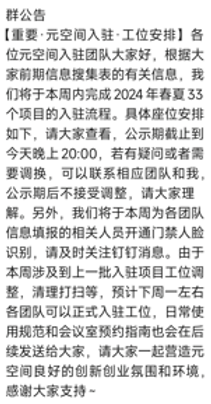 群公告
【重要·元空间入驻·工位安排】各
位元空间入驻团队大家好，根据大
家前期信息搜集表的有关信息，我
们将于本周内完成2024年春夏33
个项目的入驻流程。具体座位安排
如下，请大家查看，公示期截止到
今天晚上20:00，若有疑问或者需
要调换，可以联系相应团队和我，
公示期后不接受调整，请大家理
解。另外，我们将于本周为各团队
信息填报的相关人员开通门禁人脸
识别，请及时关注钉钉消息。由于
本周涉及到上一批入驻项目工位调
整，清理打扫等，预计下周一左右
各团队可以正式入驻工位，日常使
用规范和会议室预约指南也会在后
续发送给大家，请大家一起营造元
空间良好的创新创业氛围和环境，
感谢大家支持~